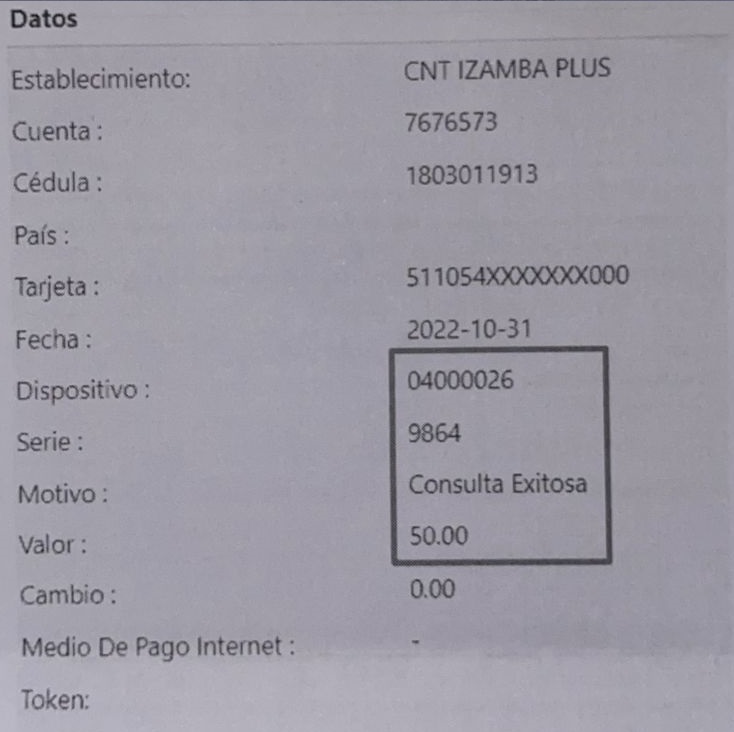 Datos
Establecimiento: CNT IZAMBA PLUS
Cuenta : 7676573
Cédula : 1803011913
País :
Tarjeta : 511054XXXXXXX000
Fecha : 2022-10-31
Dispositivo : 04000026
Serie : 9864
Motivo : Consulta Exitosa
Valor : 50.00
Cambio : 0.00
Medio De Pago Internet : -
Token: